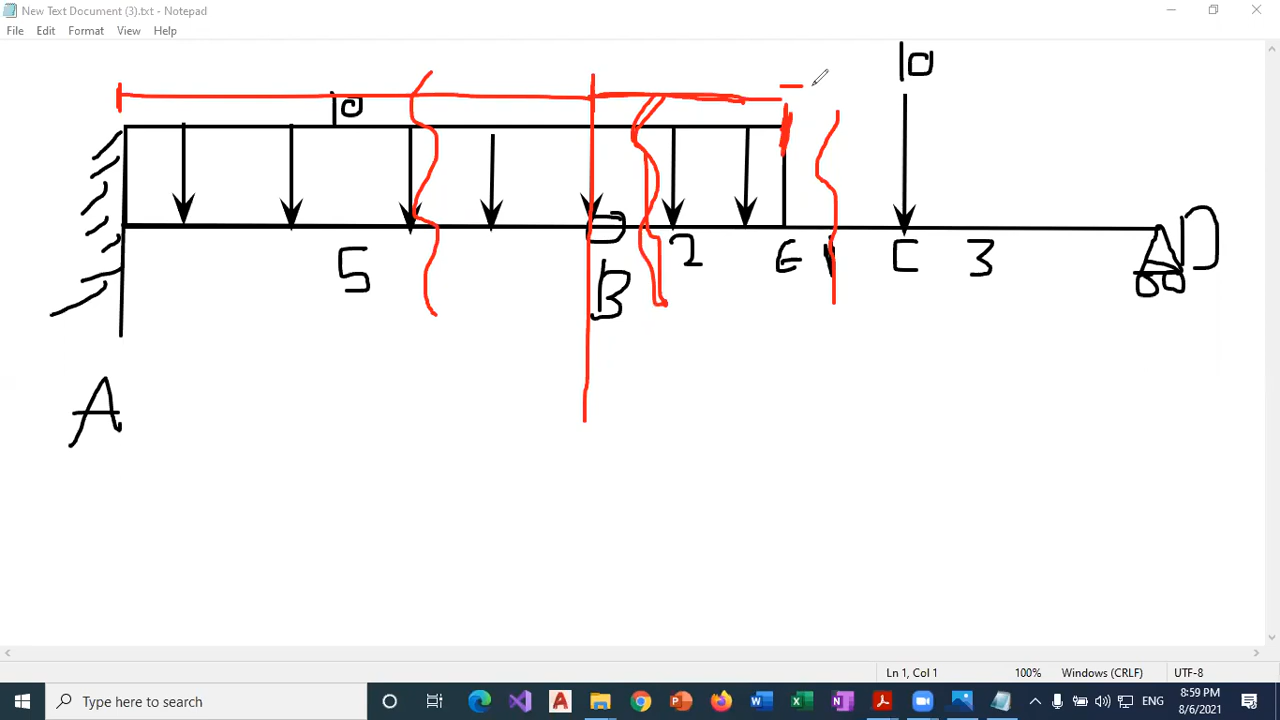 New Text Document (3).txt - Notepad
File Edit Format View Help
10
10
5
B
2
E
1
C
3
D
A
Ln 1, Col 1 100% Windows (CRLF) UTF-8
Type here to search
ENG
8:59 PM
8/6/2021